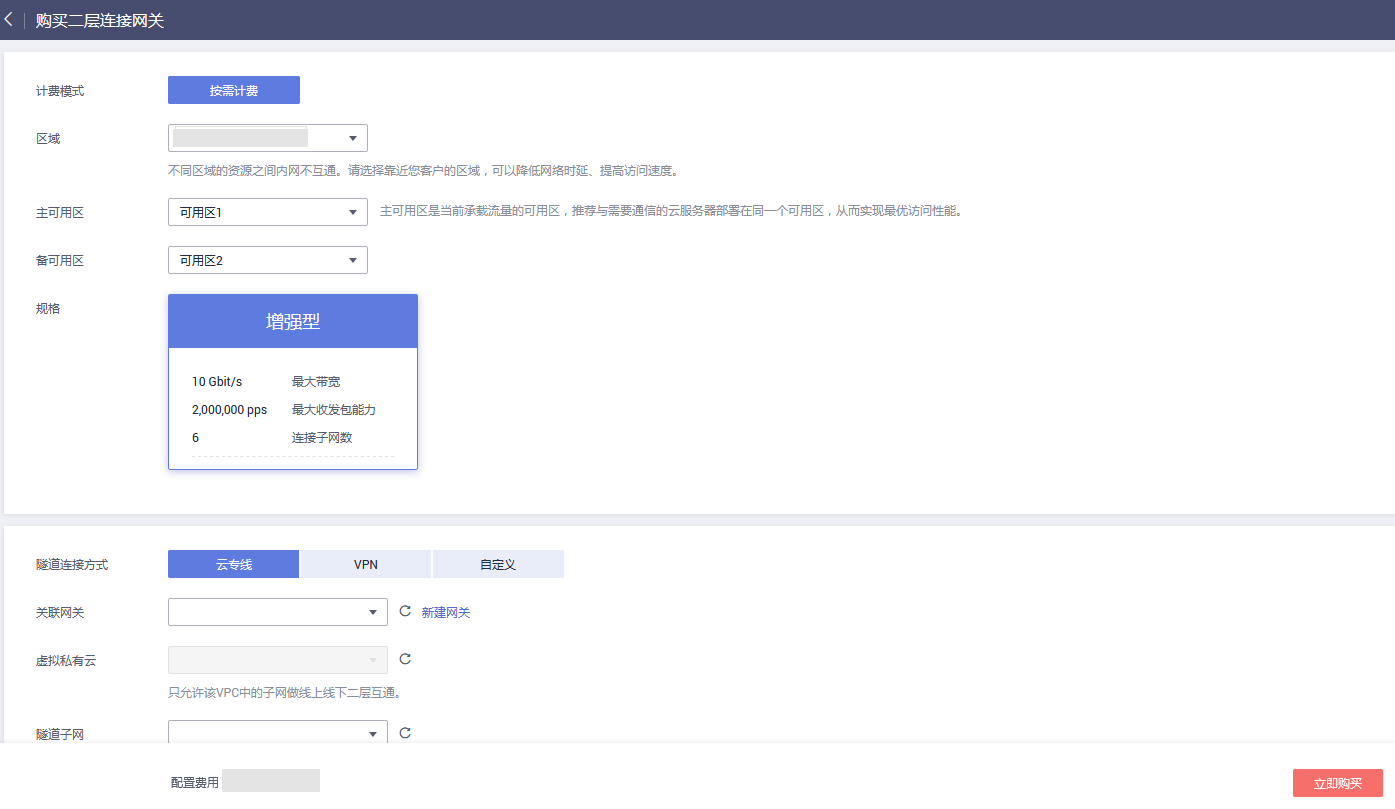 购买二层连接网关
计费模式 按需计费
区域
不同区域的资源之间内网不互通。请选择靠近您客户的区域，可以降低网络时延、提高访问速度。
主可用区 可用区1 主可用区是当前承载流量的可用区，推荐与需要通信的云服务器部署在同一个可用区，从而实现最优访问性能。
备可用区 可用区2
规格 增强型
10 Gbit/s 最大带宽
2,000,000 pps 最大收发包能力
6 连接子网数
隧道连接方式 云专线 VPN 自定义
关联网关 新建网关
虚拟私有云
只允许该VPC中的子网做线上线下二层互通。
隧道子网
配置费用 立即购买